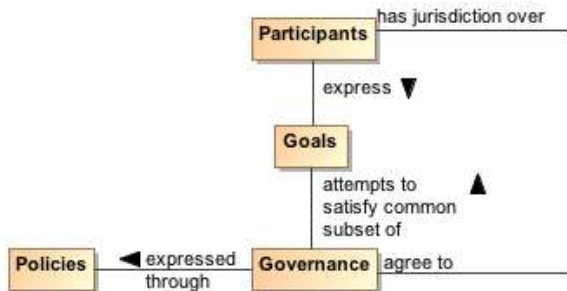 has jurisdiction over
Participants
express
Goals
attempts to
satisfy common
subset of
Policies
expressed
through
Governance
agree to